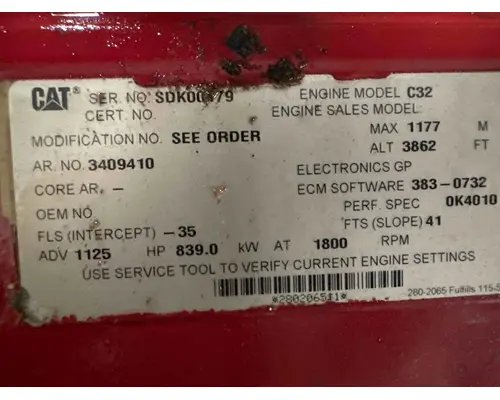 CAT® SER. NO. ENGINE MODEL C32
CERT. NO. ENGINE SALES MODEL
MODIFICATION NO. SEE ORDER MAX 1177 M
ALT 3862 FT
AR. NO. 3409410 ELECTRONICS GP
CORE AR. - ECM SOFTWARE 383-0732
OEM NO PERF. SPEC 0K4010
FLS (INTERCEPT) -35 FTS (SLOPE) 41
ADV 1125 HP 839.0 kW AT 1800 RPM
USE SERVICE TOOL TO VERIFY CURRENT ENGINE SETTINGS
280-2065 Fulfills